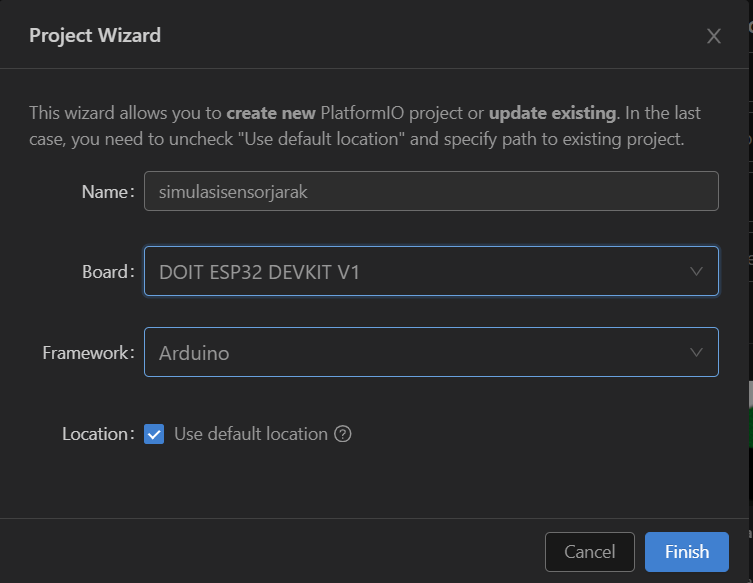 Project Wizard
This wizard allows you to create new PlatformIO project or update existing. In the last
case, you need to uncheck "Use default location" and specify path to existing project.
Name: simulasisensorjarak
Board: DOIT ESP32 DEVKIT V1
Framework: Arduino
Location: Use default location
Cancel Finish